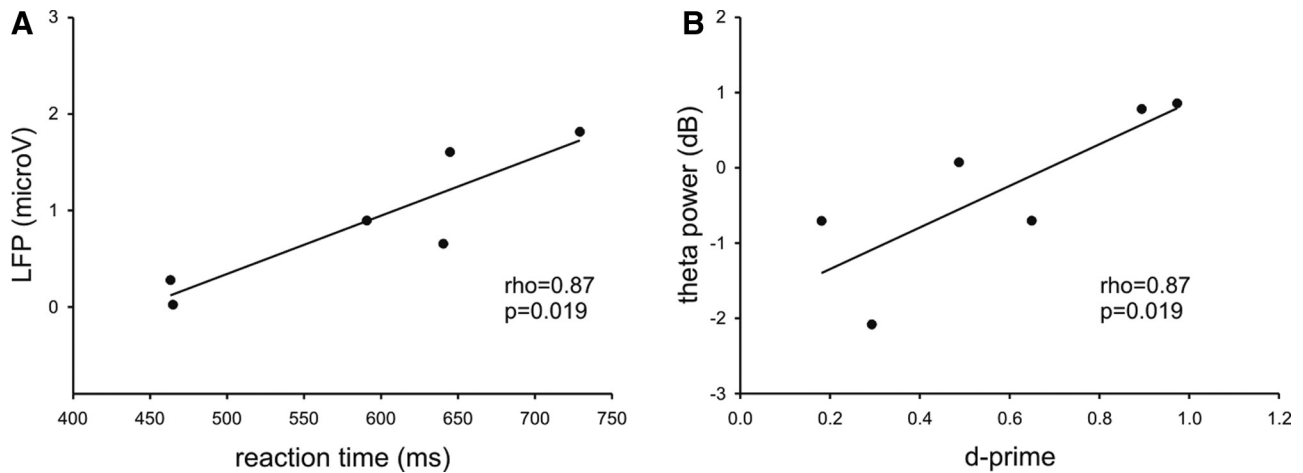 A
3
2
1
0
LFP (microV)
400 450 500 550 600 650 700 750
reaction time (ms)
rho=0.87
p=0.019
B
2
1
0
-1
-2
-3
theta power (dB)
0.0 0.2 0.4 0.6 0.8 1.0 1.2
d-prime
rho=0.87
p=0.019